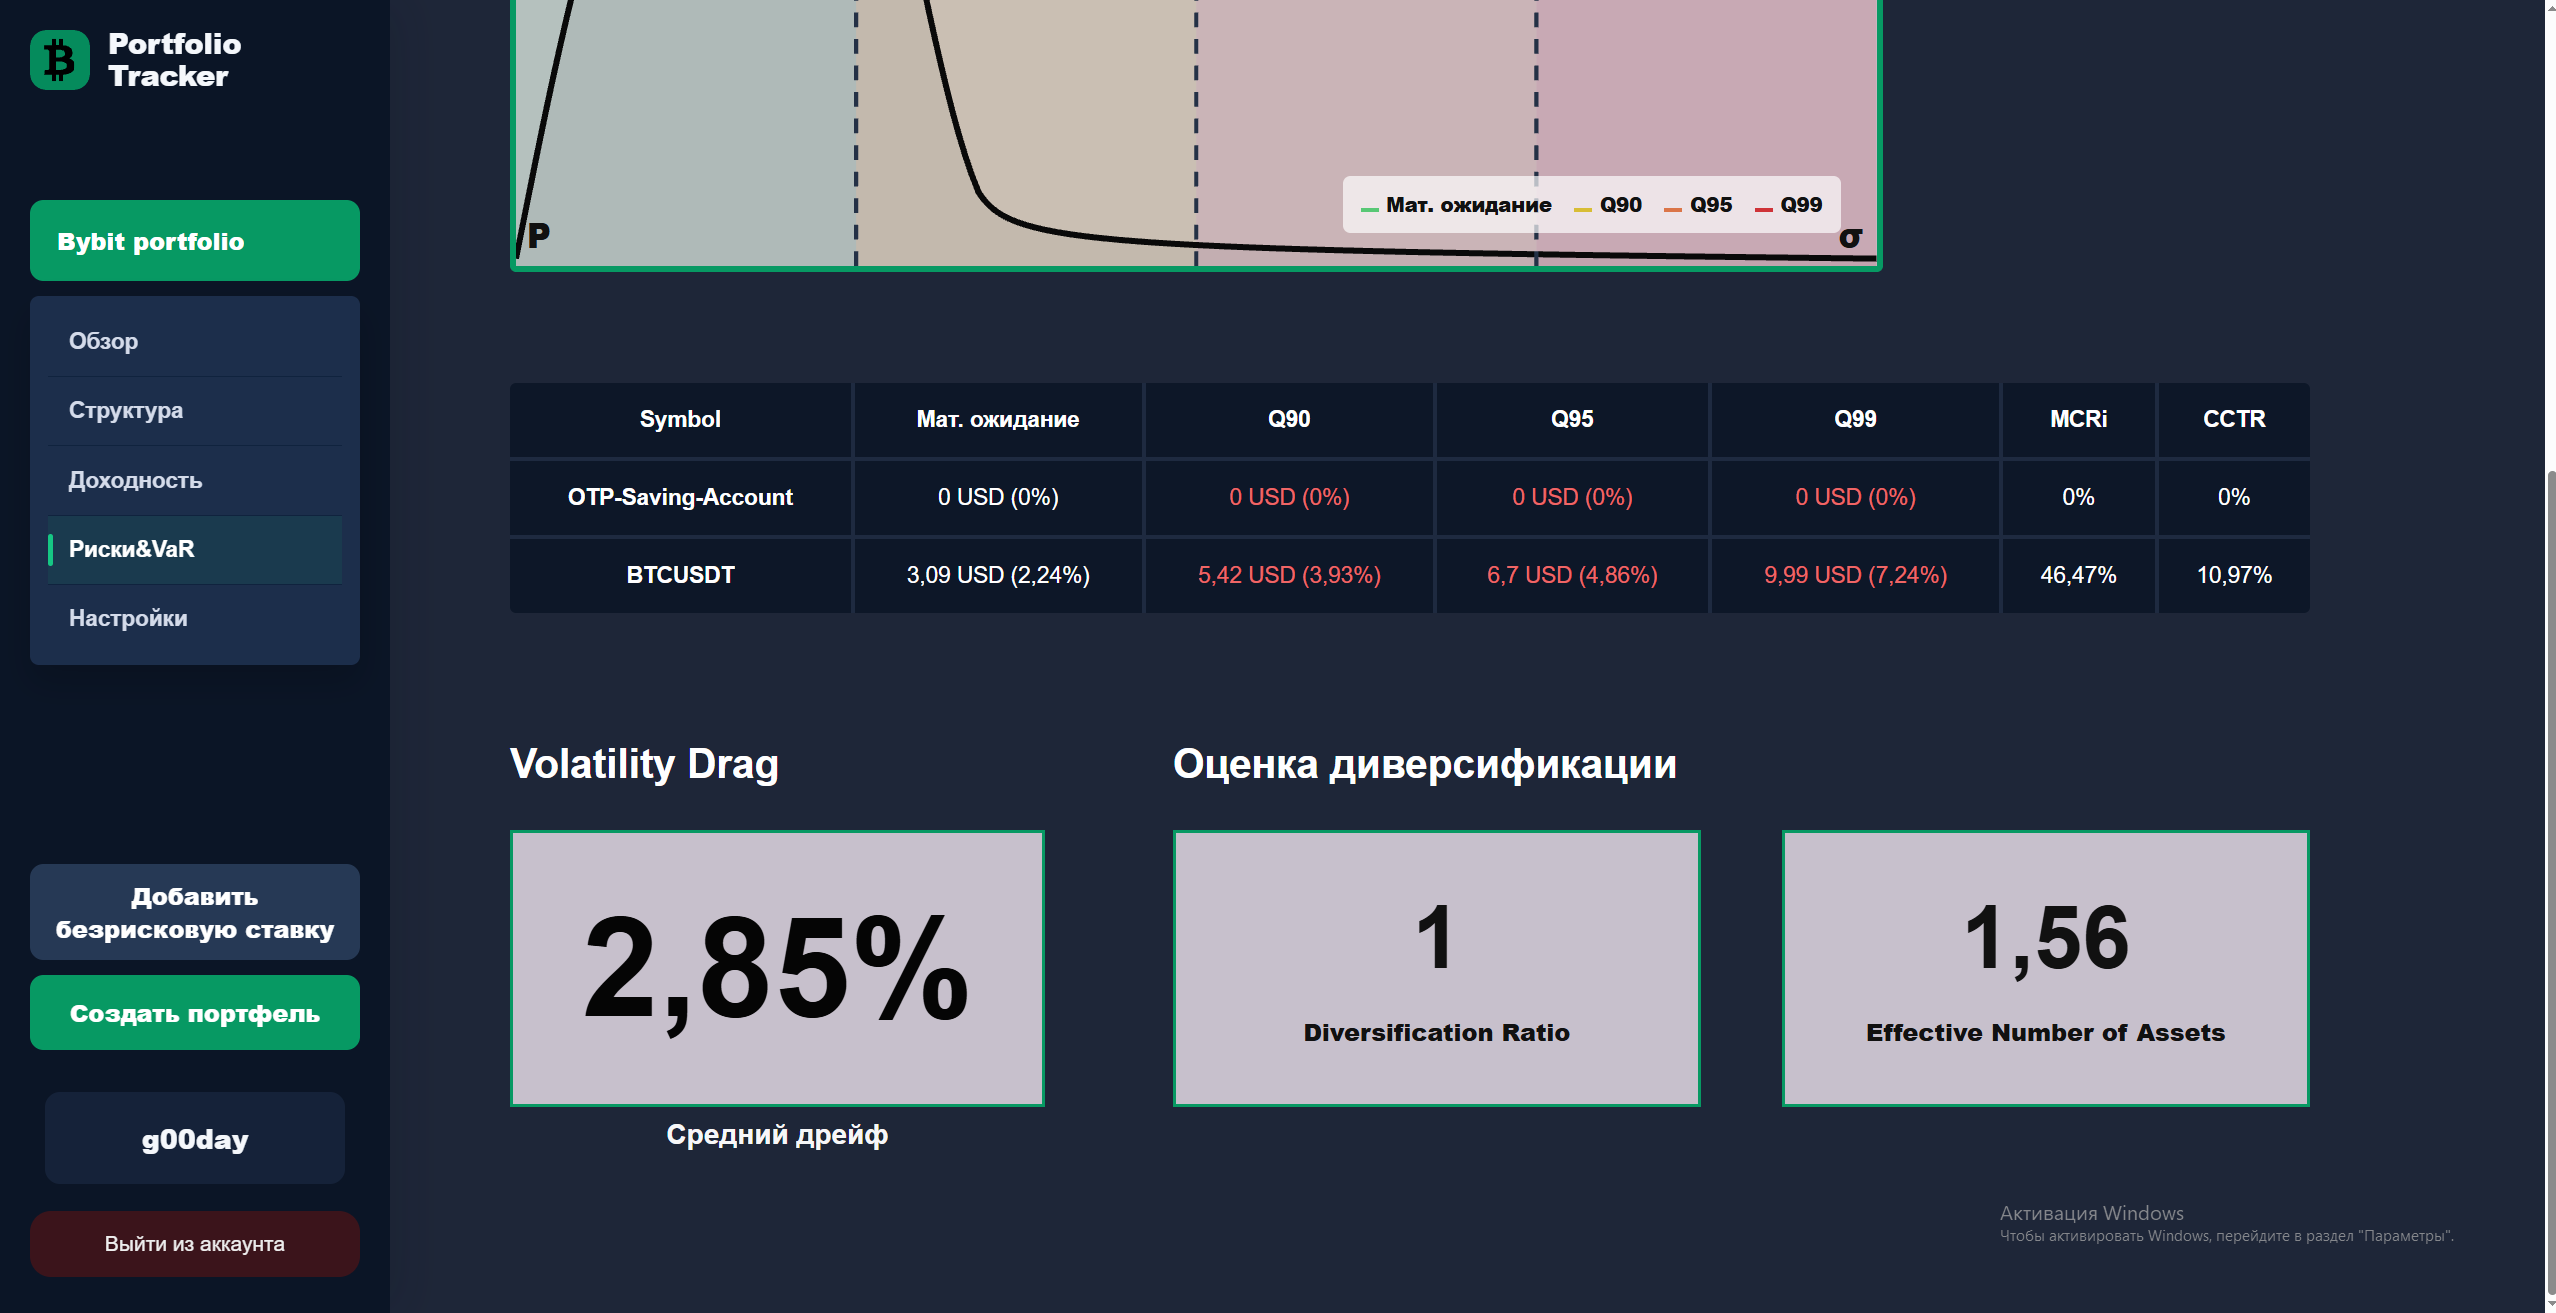 Portfolio
Tracker
Bybit portfolio
Обзор
Структура
Доходность
Риски&VaR
Настройки
Добавить
безрисковую ставку
Создать портфель
g00day
Выйти из аккаунта
P
Мат. ожидание Q90 Q95 Q99
σ
Symbol Мат. ожидание Q90 Q95 Q99 MCRi CCTR
OTP-Saving-Account 0 USD (0%) 0 USD (0%) 0 USD (0%) 0 USD (0%) 0% 0%
BTCUSDT 3,09 USD (2,24%) 5,42 USD (3,93%) 6,7 USD (4,86%) 9,99 USD (7,24%) 46,47% 10,97%
Volatility Drag
2,85%
Средний дрейф
Оценка диверсификации
1
Diversification Ratio
1,56
Effective Number of Assets
Активация Windows
Чтобы активировать Windows, перейдите в раздел "Параметры".